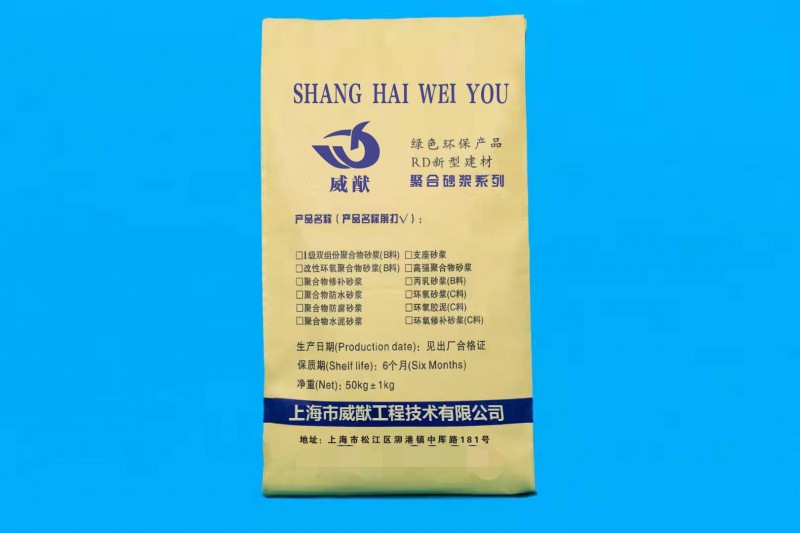 SHANG HAI WEI YOU
绿色环保产品
RD新型建材
威猷 聚合砂浆系列
产品名称(产品名称前打√):
□I级双组份聚合物砂浆(B料) □支座砂浆
□改性环氧聚合物砂浆(B料) □高强聚合物砂浆
□聚合物修补砂浆 □丙乳砂浆(B料)
□聚合物防水砂浆 □环氧砂浆(C料)
□聚合物防腐砂浆 □环氧胶泥(C料)
□聚合物水泥砂浆 □环氧修补砂浆(C料)
生产日期(Production date): 见出厂合格证
保质期(Shelf life): 6个月(Six Months)
净重(Net): 50kg±1kg
上海市威猷工程技术有限公司
地址: 上海市松江区泖港镇中厍路181号